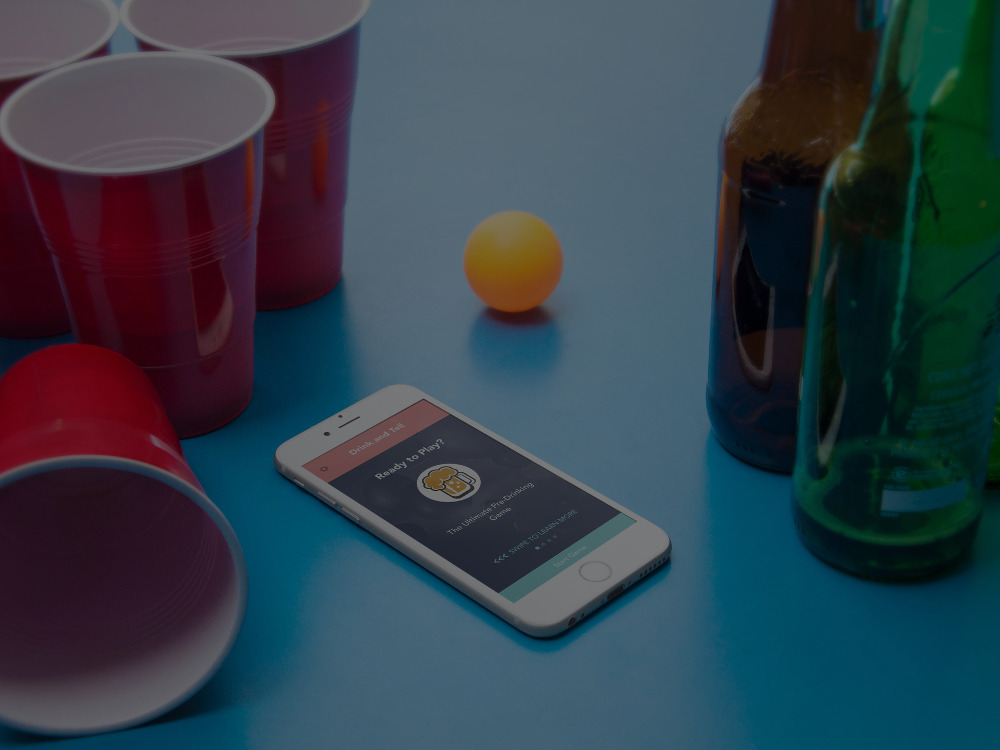 Drink and Tell
Ready to Play?
The Ultimate Pre-Drinking
Game
<<< SWIPE TO LEARN MORE
Start Game